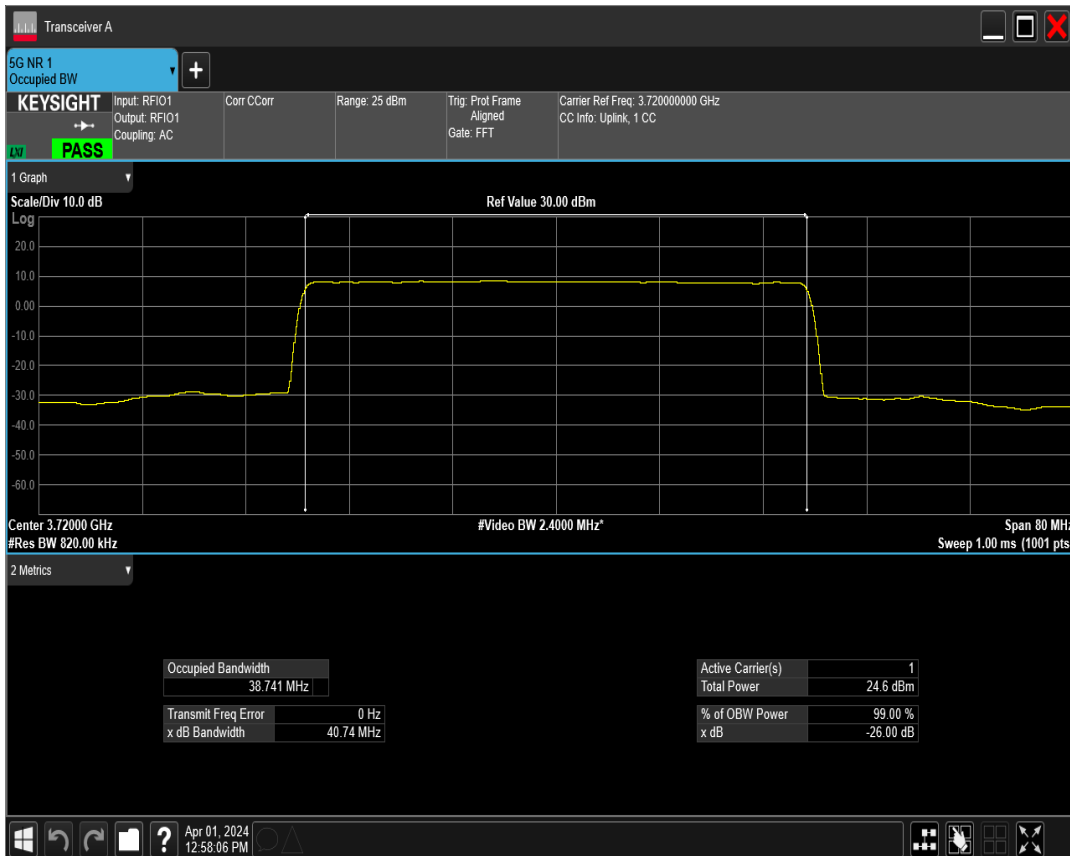 Transceiver A
5G NR 1
Occupied BW
KEYSIGHT
Input: RFIO1
Output: RFIO1
Coupling: AC
Corr CCorr
Range: 25 dBm
Trig: Prot Frame
Aligned
Gate: FFT
Carrier Ref Freq: 3.720000000 GHz
CC Info: Uplink, 1 CC
LXI
PASS
1 Graph
Scale/Div 10.0 dB
Ref Value 30.00 dBm
Log
20.0
10.0
0.00
-10.0
-20.0
-30.0
-40.0
-50.0
-60.0
Center 3.72000 GHz
#Video BW 2.4000 MHz*
Span 80 MHz
#Res BW 820.00 kHz
Sweep 1.00 ms (1001 pts
2 Metrics
Occupied Bandwidth
38.741 MHz
Transmit Freq Error 0 Hz
x dB Bandwidth 40.74 MHz
Active Carrier(s) 1
Total Power 24.6 dBm
% of OBW Power 99.00 %
x dB -26.00 dB
?
Apr 01, 2024
12:58:06 PM